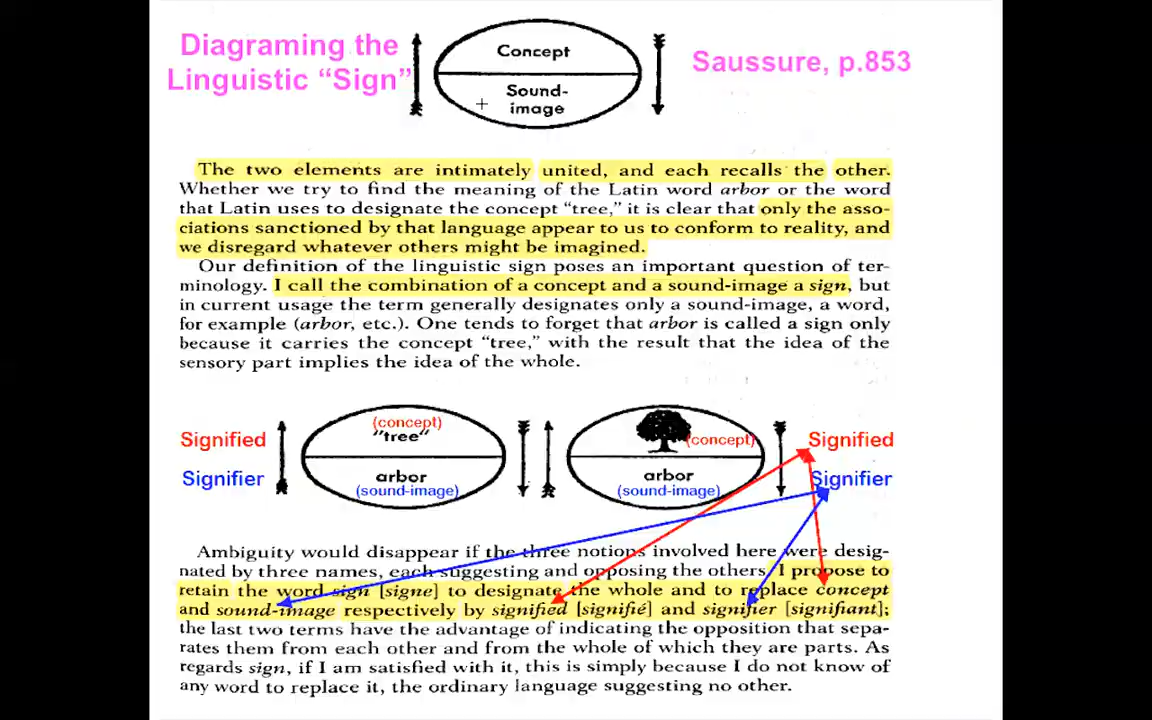 Diagraming the
Linguistic “Sign”
Concept
Sound-
image
Saussure, p.853
The two elements are intimately united, and each recalls the other.
Whether we try to find the meaning of the Latin word arbor or the word
that Latin uses to designate the concept “tree,” it is clear that only the asso-
ciations sanctioned by that language appear to us to conform to reality, and
we disregard whatever others might be imagined.
Our definition of the linguistic sign poses an important question of ter-
minology. I call the combination of a concept and a sound-image a sign, but
in current usage the term generally designates only a sound-image, a word,
for example (arbor, etc.). One tends to forget that arbor is called a sign only
because it carries the concept “tree,” with the result that the idea of the
sensory part implies the idea of the whole.
Signified
Signifier
(concept)
“tree”
arbor
(sound-image)
(concept)
arbor
(sound-image)
Signified
Signifier
Ambiguity would disappear if the three notions involved here were desig-
nated by three names, each suggesting and opposing the others. I propose to
retain the word sign [signe] to designate the whole and to replace concept
and sound-image respectively by signified [signifié] and signifier [signifiant];
the last two terms have the advantage of indicating the opposition that sepa-
rates them from each other and from the whole of which they are parts. As
regards sign, if I am satisfied with it, this is simply because I do not know of
any word to replace it, the ordinary language suggesting no other.